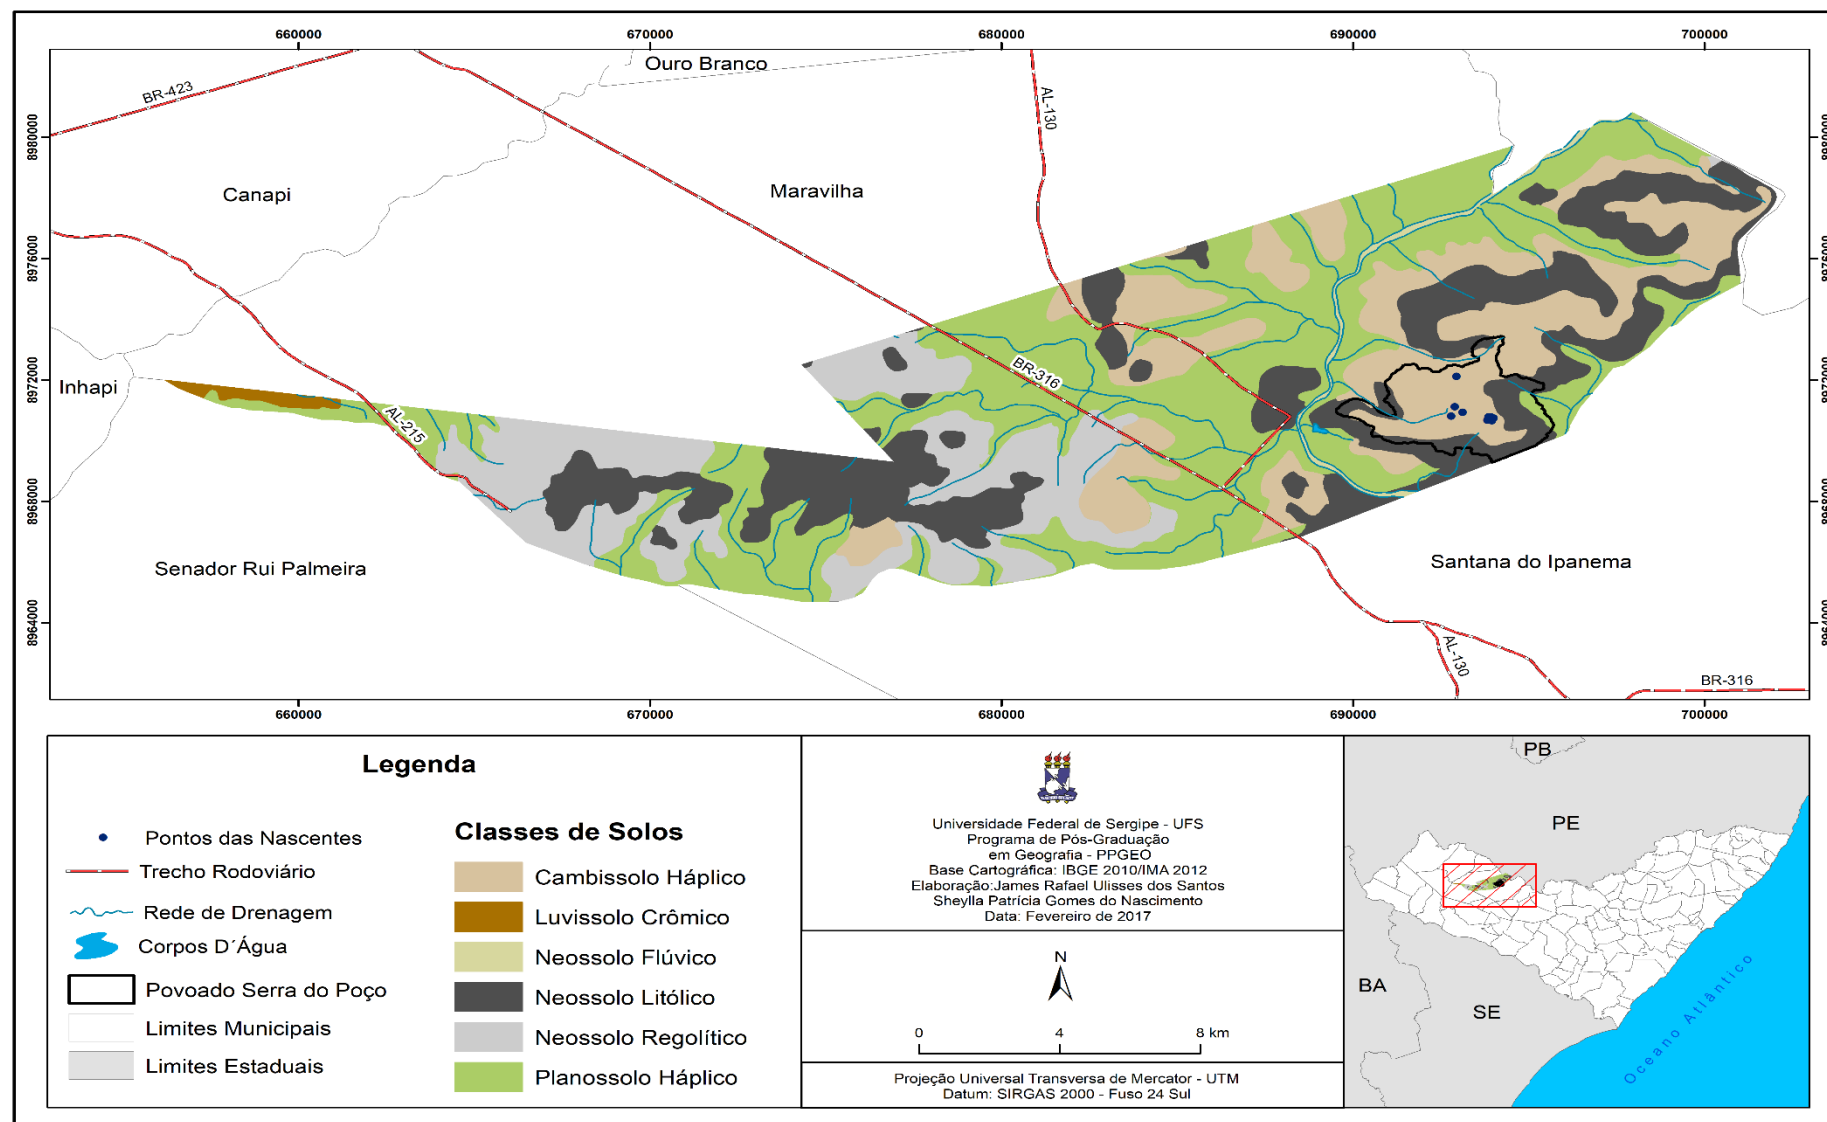 660000
670000
680000
690000
700000
Ouro Branco
BR-423
AL-130
8980000
8980000
Canapi
Maravilha
8976000
8976000
BR-316
8972000
8972000
Inhapi
AL-215
8968000
8968000
Senador Rui Palmeira
Santana do Ipanema
8964000
8964000
AL-130
BR-316
660000
670000
680000
690000
700000
Legenda
Pontos das Nascentes
Trecho Rodoviário
Rede de Drenagem
Corpos D´Água
Povoado Serra do Poço
Limites Municipais
Limites Estaduais
Classes de Solos
Cambissolo Háplico
Luvissolo Crômico
Neossolo Flúvico
Neossolo Litólico
Neossolo Regolítico
Planossolo Háplico
Universidade Federal de Sergipe - UFS
Programa de Pós-Graduação
em Geografia - PPGEO
Base Cartográfica: IBGE 2010/IMA 2012
Elaboração:James Rafael Ulisses dos Santos
Sheylla Patrícia Gomes do Nascimento
Data: Fevereiro de 2017
N
0 4 8 km
Projeção Universal Transversa de Mercator - UTM
Datum: SIRGAS 2000 - Fuso 24 Sul
PB
PE
BA
SE
Oceano Atlântico